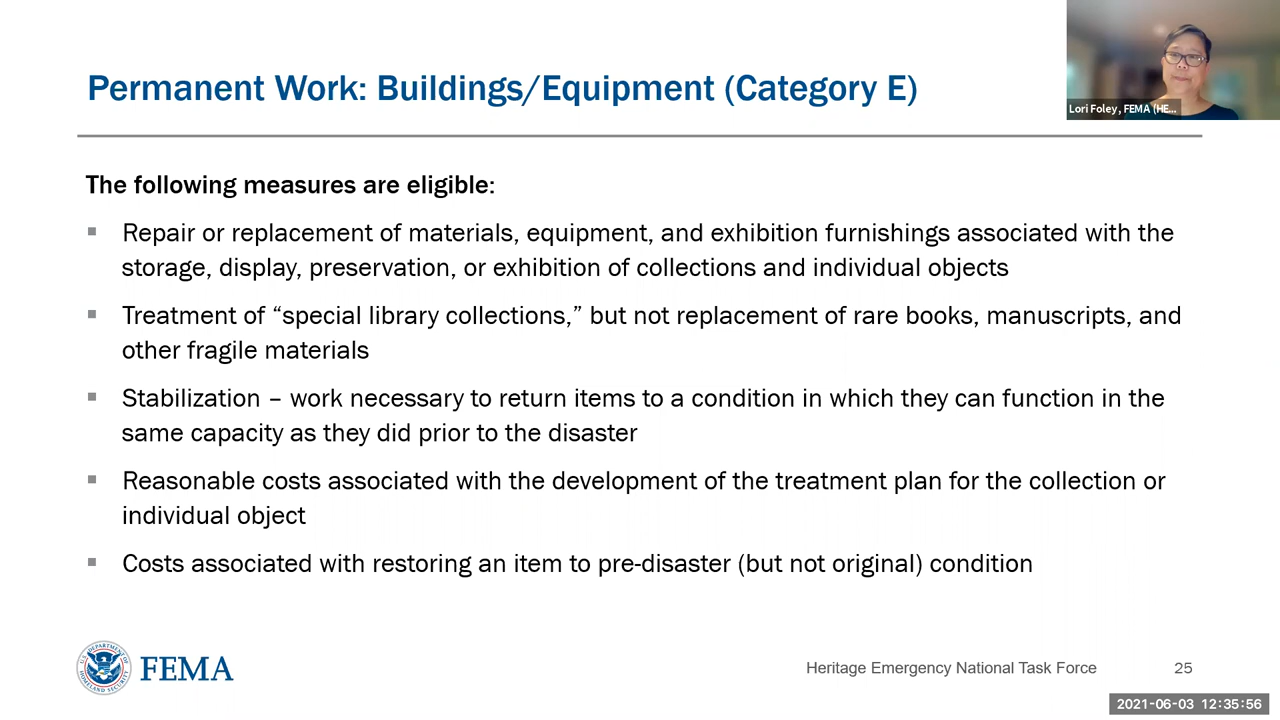 Permanent Work: Buildings/Equipment (Category E)
Lori Foley, FEMA (HE...
The following measures are eligible:
Repair or replacement of materials, equipment, and exhibition furnishings associated with the
storage, display, preservation, or exhibition of collections and individual objects
Treatment of “special library collections,” but not replacement of rare books, manuscripts, and
other fragile materials
Stabilization – work necessary to return items to a condition in which they can function in the
same capacity as they did prior to the disaster
Reasonable costs associated with the development of the treatment plan for the collection or
individual object
Costs associated with restoring an item to pre-disaster (but not original) condition
U.S. DEPARTMENT OF
HOMELAND SECURITY
FEMA
Heritage Emergency National Task Force
25
2021-06-03 12:35:56